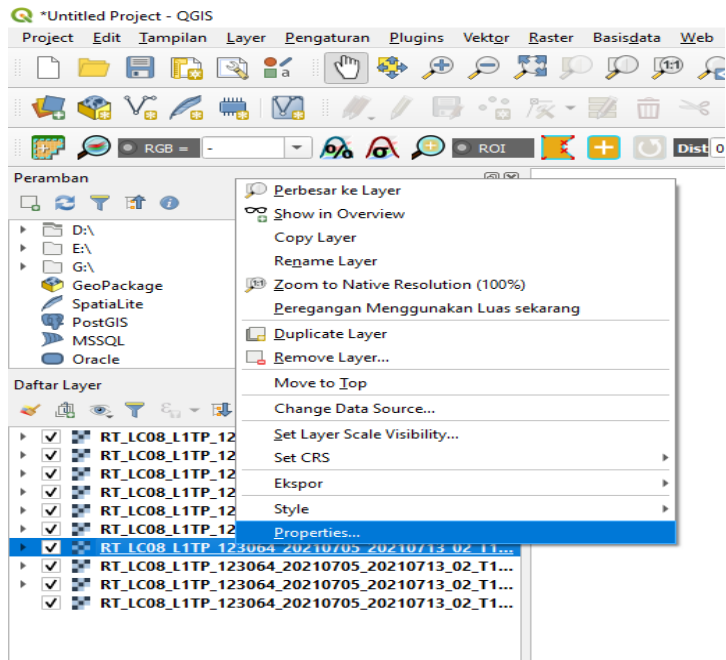 *Untitled Project - QGIS
Project Edit Tampilan Layer Pengaturan Plugins Vektor Raster Basisdata Web
1:1
RGB = - % σ ROI Dist 0
Peramban
D:\
E:\
G:\
GeoPackage
SpatiaLite
PostGIS
MSSQL
Oracle
Perbesar ke Layer
Show in Overview
Copy Layer
Rename Layer
Zoom to Native Resolution (100%)
Peregangan Menggunakan Luas sekarang
Duplicate Layer
Remove Layer...
Move to Top
Change Data Source...
Set Layer Scale Visibility...
Set CRS
Ekspor
Style
Properties...
Daftar Layer
RT_LC08_L1TP_12
RT_LC08_L1TP_12
RT_LC08_L1TP_12
RT_LC08_L1TP_12
RT_LC08_L1TP_12
RT_LC08_L1TP_12
RT_LC08_L1TP_123064_20210705_20210713_02_T1...
RT_LC08_L1TP_123064_20210705_20210713_02_T1...
RT_LC08_L1TP_123064_20210705_20210713_02_T1...
RT_LC08_L1TP_123064_20210705_20210713_02_T1...